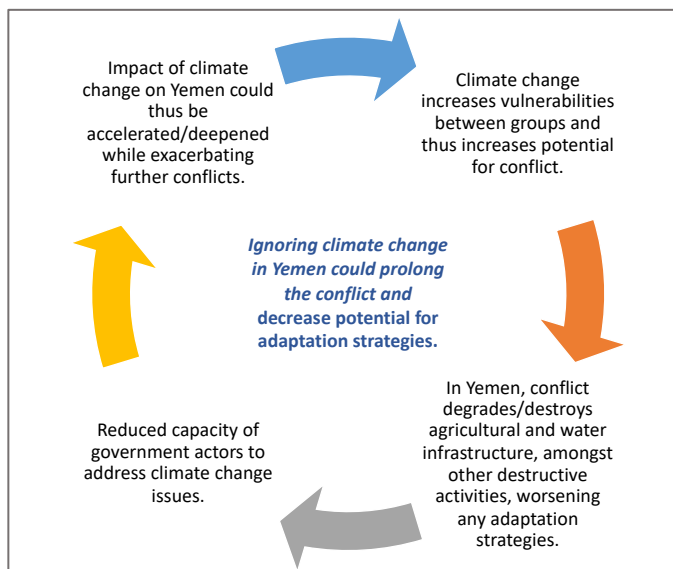 Impact of climate
change on Yemen could
thus be
accelerated/deepened
while exacerbating
further conflicts.
Climate change
increases vulnerabilities
between groups and
thus increases potential
for conflict.
Ignoring climate change
in Yemen could prolong
the conflict and
decrease potential for
adaptation strategies.
In Yemen, conflict
degrades/destroys
agricultural and water
infrastructure, amongst
other destructive
activities, worsening
any adaptation
strategies.
Reduced capacity of
government actors to
address climate change
issues.